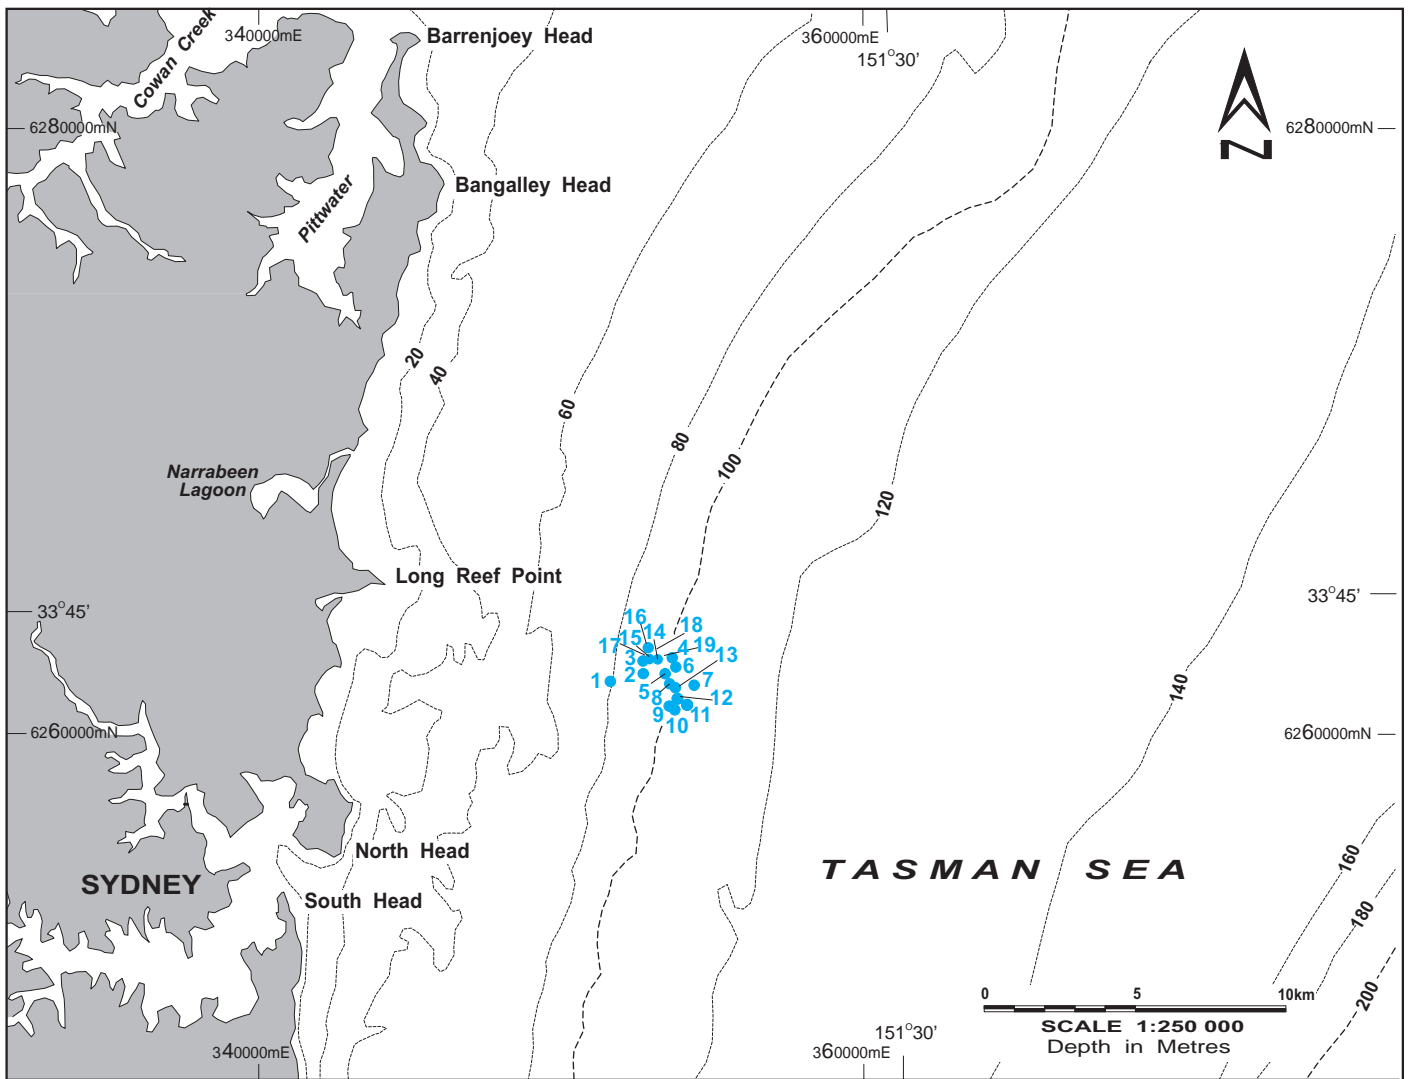 Cowan Creek
340000mE
Barrenjoey Head
360000mE
151°30'
6280000mN
6280000mN
N
Bangalley Head
Pittwater
20
40
60
80
100
120
140
Narrabeen
Lagoon
Long Reef Point
33°45'
33°45'
16
15
14
18
17
4
19
13
3
6
2
1
5
7
8
12
9
11
10
6260000mN
6260000mN
North Head
TASMAN SEA
160
SYDNEY
South Head
180
200
0
5
10km
SCALE 1:250 000
Depth in Metres
151°30'
340000mE
360000mE